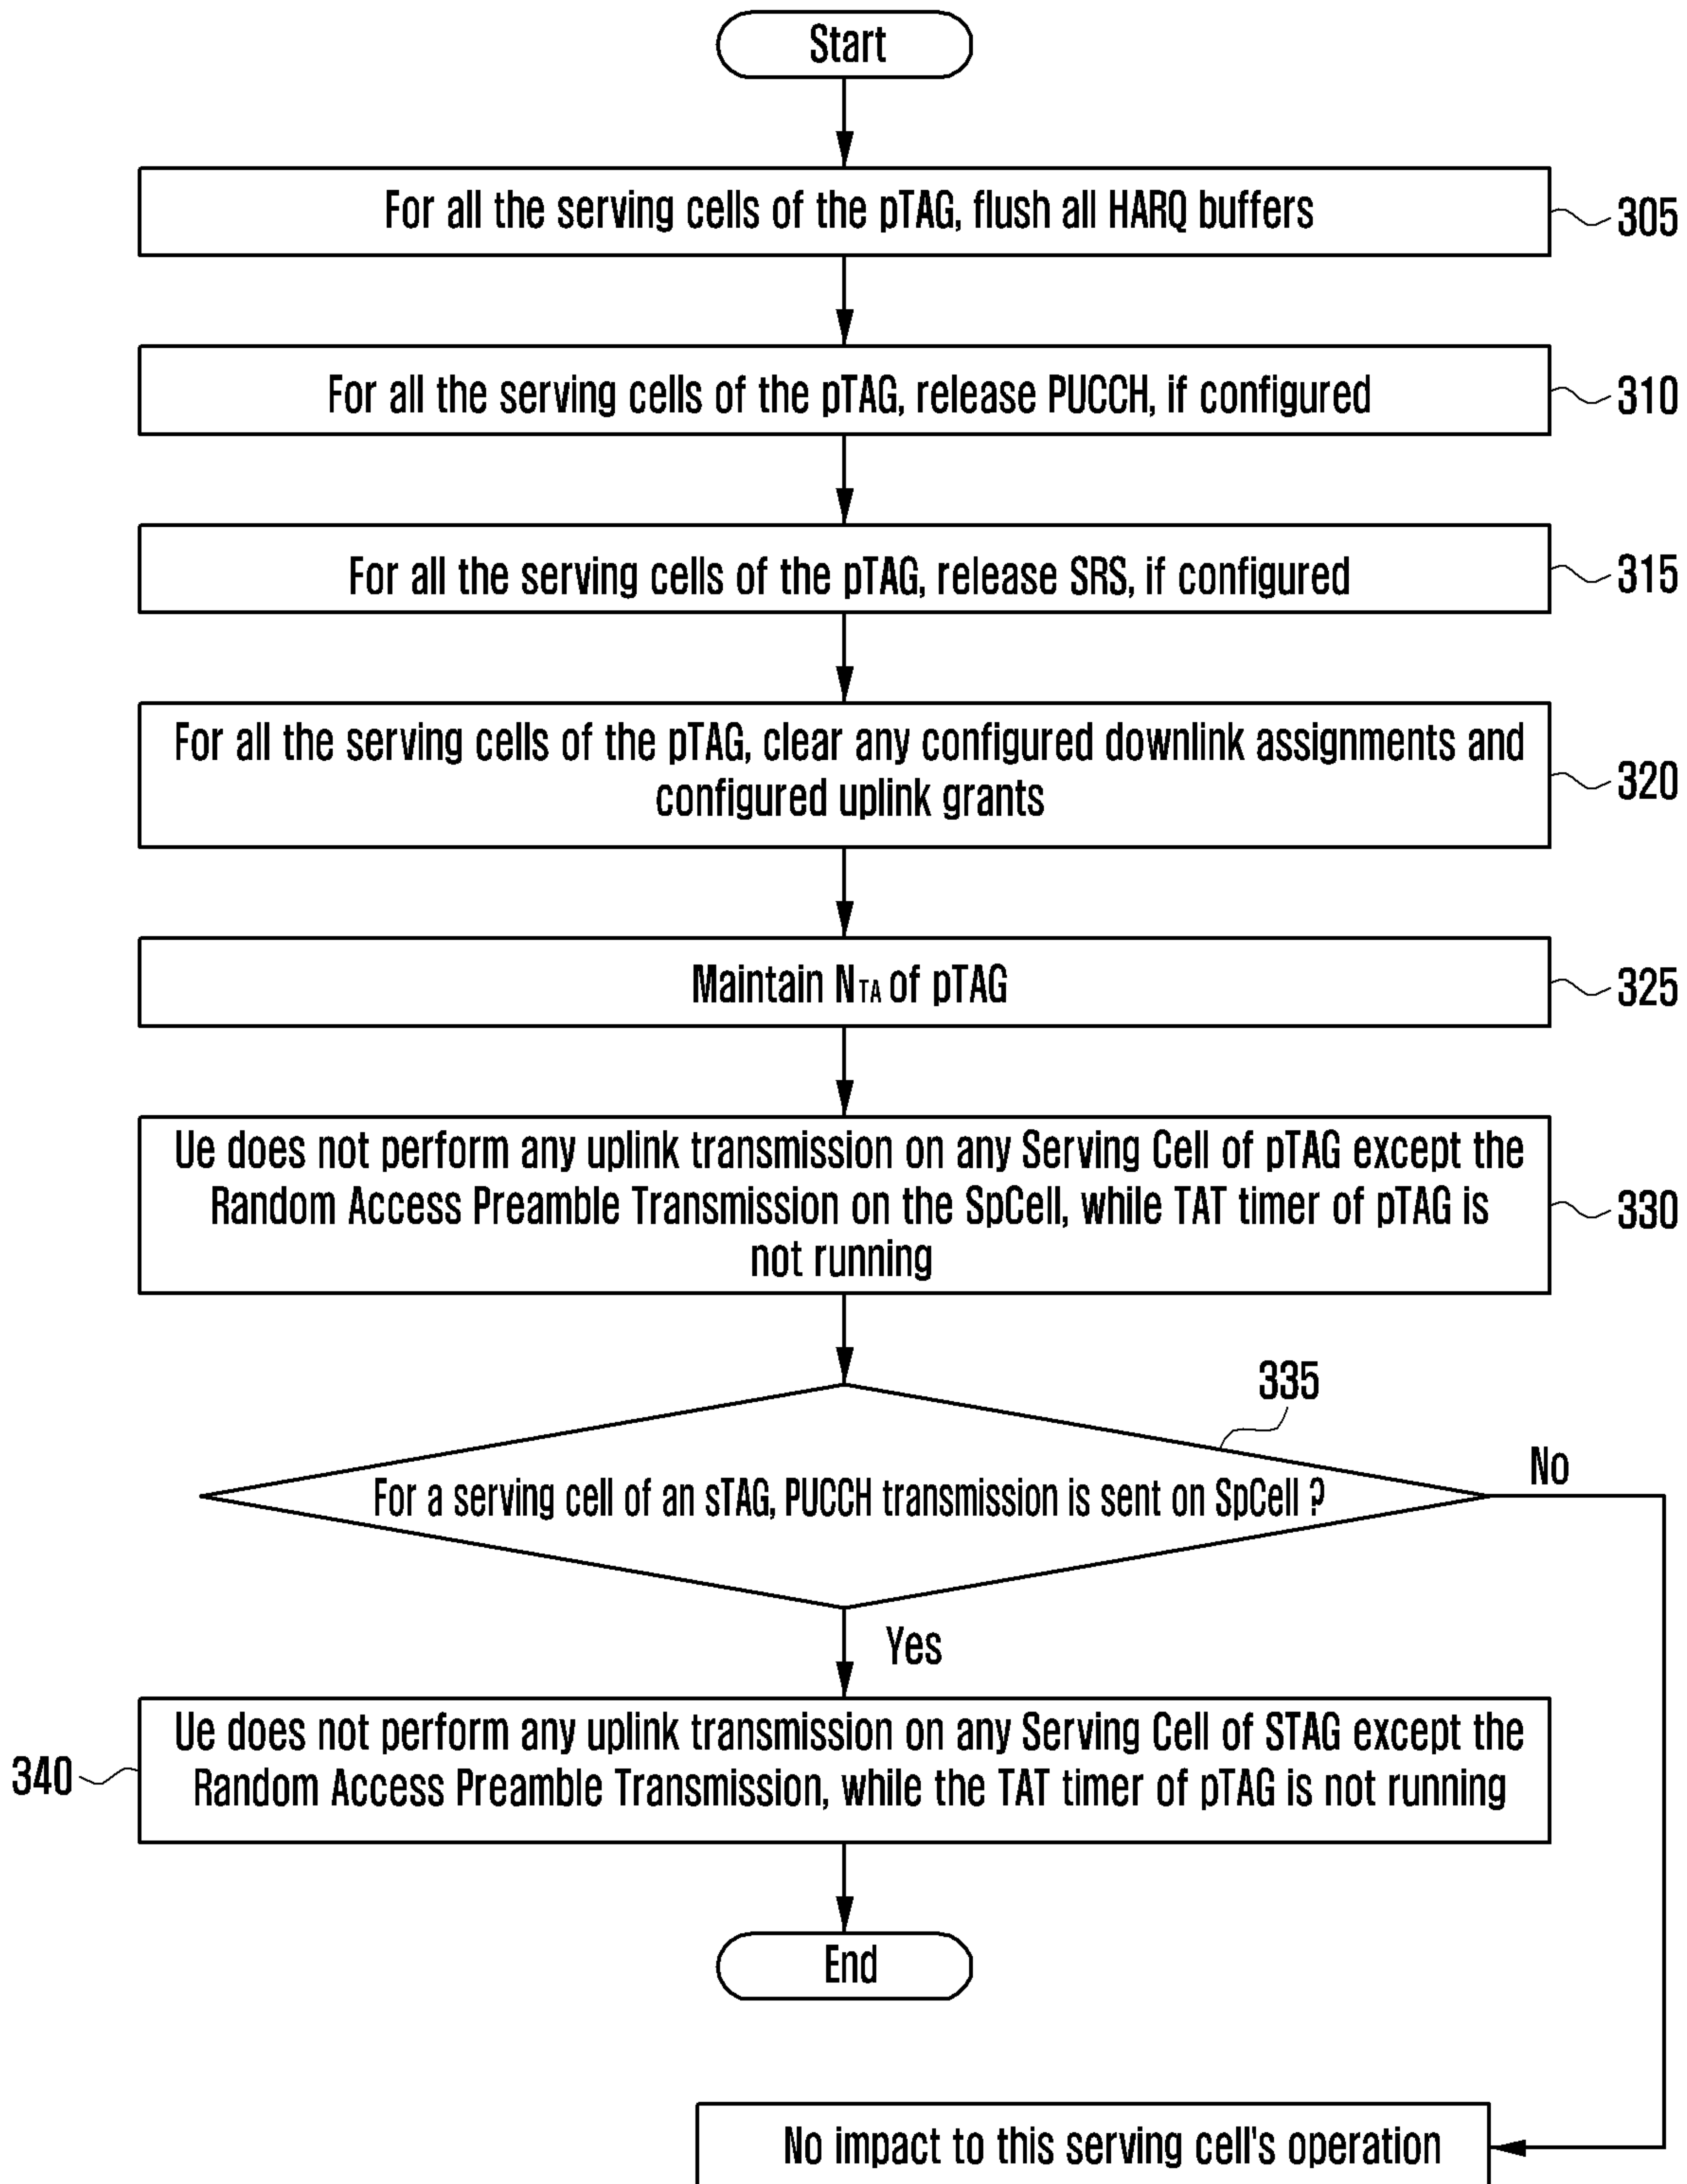 Start
For all the serving cells of the pTAG, flush all HARQ buffers
305
For all the serving cells of the pTAG, release PUCCH, if configured
310
For all the serving cells of the pTAG, release SRS, if configured
315
For all the serving cells of the pTAG, clear any configured downlink assignments and
configured uplink grants
320
Maintain NTA of pTAG
325
Ue does not perform any uplink transmission on any Serving Cell of pTAG except the
Random Access Preamble Transmission on the SpCell, while TAT timer of pTAG is
not running
330
335
For a serving cell of an sTAG, PUCCH transmission is sent on SpCell ?
No
Yes
Ue does not perform any uplink transmission on any Serving Cell of STAG except the
Random Access Preamble Transmission, while the TAT timer of pTAG is not running
340
End
No impact to this serving cell's operation